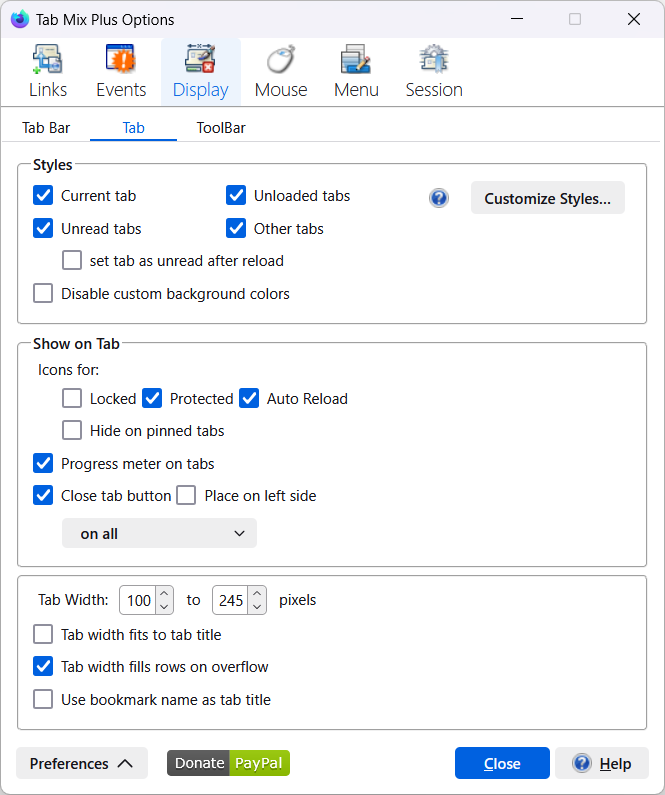 Tab Mix Plus Options
Links Events Display Mouse Menu Session
Tab Bar Tab ToolBar
Styles
Current tab Unloaded tabs ? Customize Styles...
Unread tabs Other tabs
set tab as unread after reload
Disable custom background colors
Show on Tab
Icons for:
Locked Protected Auto Reload
Hide on pinned tabs
Progress meter on tabs
Close tab button Place on left side
on all
Tab Width: 100 to 245 pixels
Tab width fits to tab title
Tab width fills rows on overflow
Use bookmark name as tab title
Preferences Donate PayPal Close ? Help